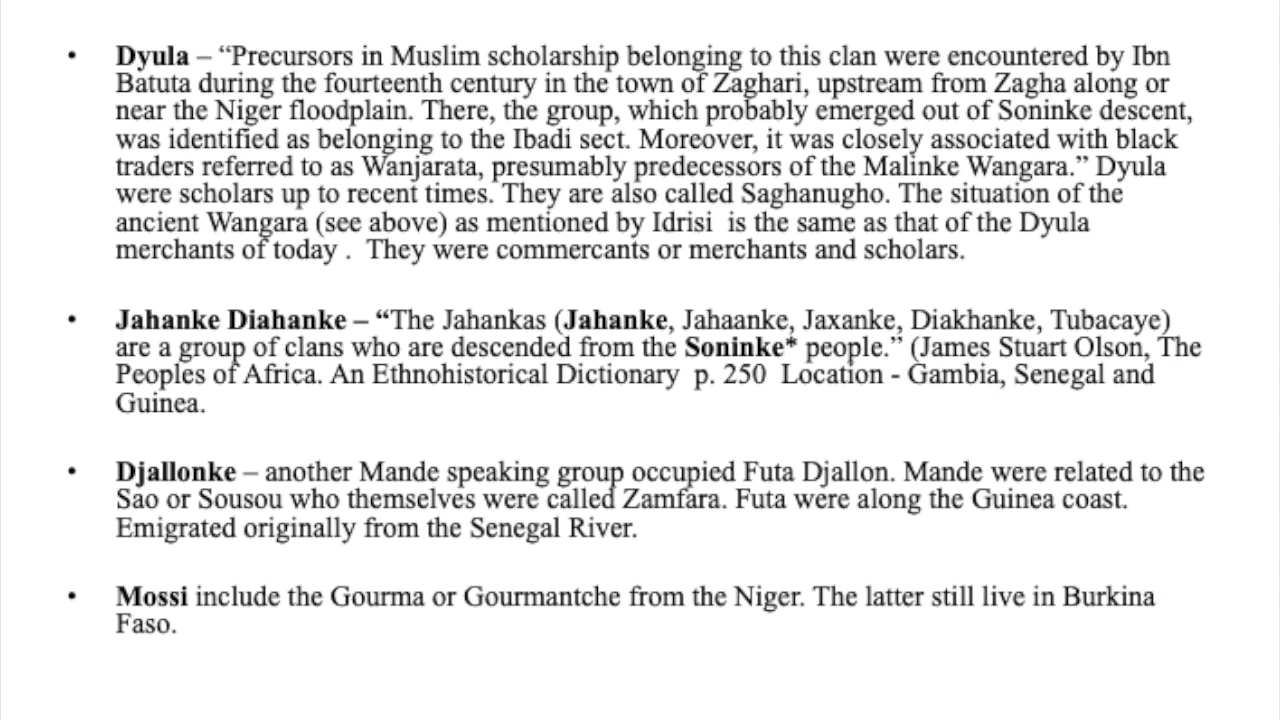 • Dyula – “Precursors in Muslim scholarship belonging to this clan were encountered by Ibn
Batuta during the fourteenth century in the town of Zaghari, upstream from Zagha along or
near the Niger floodplain. There, the group, which probably emerged out of Soninke descent,
was identified as belonging to the Ibadi sect. Moreover, it was closely associated with black
traders referred to as Wanjarata, presumably predecessors of the Malinke Wangara.” Dyula
were scholars up to recent times. They are also called Saghanugho. The situation of the
ancient Wangara (see above) as mentioned by Idrisi  is the same as that of the Dyula
merchants of today .  They were commercants or merchants and scholars.
• Jahanke Diahanke – “The Jahankas (Jahanke, Jahaanke, Jaxanke, Diakhanke, Tubacaye)
are a group of clans who are descended from the Soninke* people.” (James Stuart Olson, The
Peoples of Africa. An Ethnohistorical Dictionary  p. 250  Location - Gambia, Senegal and
Guinea.
• Djallonke – another Mande speaking group occupied Futa Djallon. Mande were related to the
Sao or Sousou who themselves were called Zamfara. Futa were along the Guinea coast.
Emigrated originally from the Senegal River.
• Mossi include the Gourma or Gourmantche from the Niger. The latter still live in Burkina
Faso.